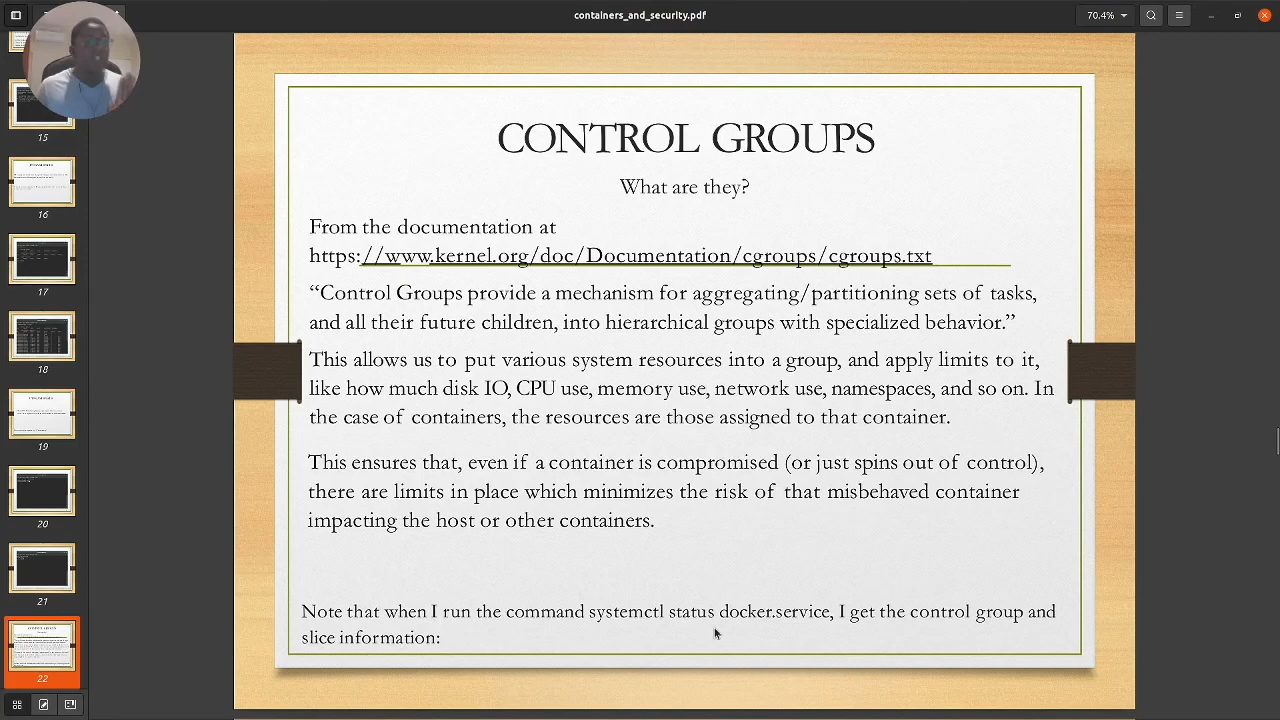 containers_and_security.pdf
70.4%
15
16
17
18
19
20
21
22
CONTROL GROUPS
What are they?
From the documentation at
https://www.kernel.org/doc/Documentation/cgroups/cgroups.txt
“Control Groups provide a mechanism for aggregating/partitioning sets of tasks,
and all their future children into hierarchical groups with specialized behavior.”
This allows us to put various system resources into a group, and apply limits to it,
like how much disk IO, CPU use, memory use, network use, namespaces, and so on. In
the case of containers, the resources are those assigned to that container.
This ensures that even if a container is compromised (or just spins out of control),
there are limits in place which minimizes the risk of that misbehaved container
impacting the host or other containers.
Note that when I run the command systemctl status docker.service, I get the control group and
slice information: